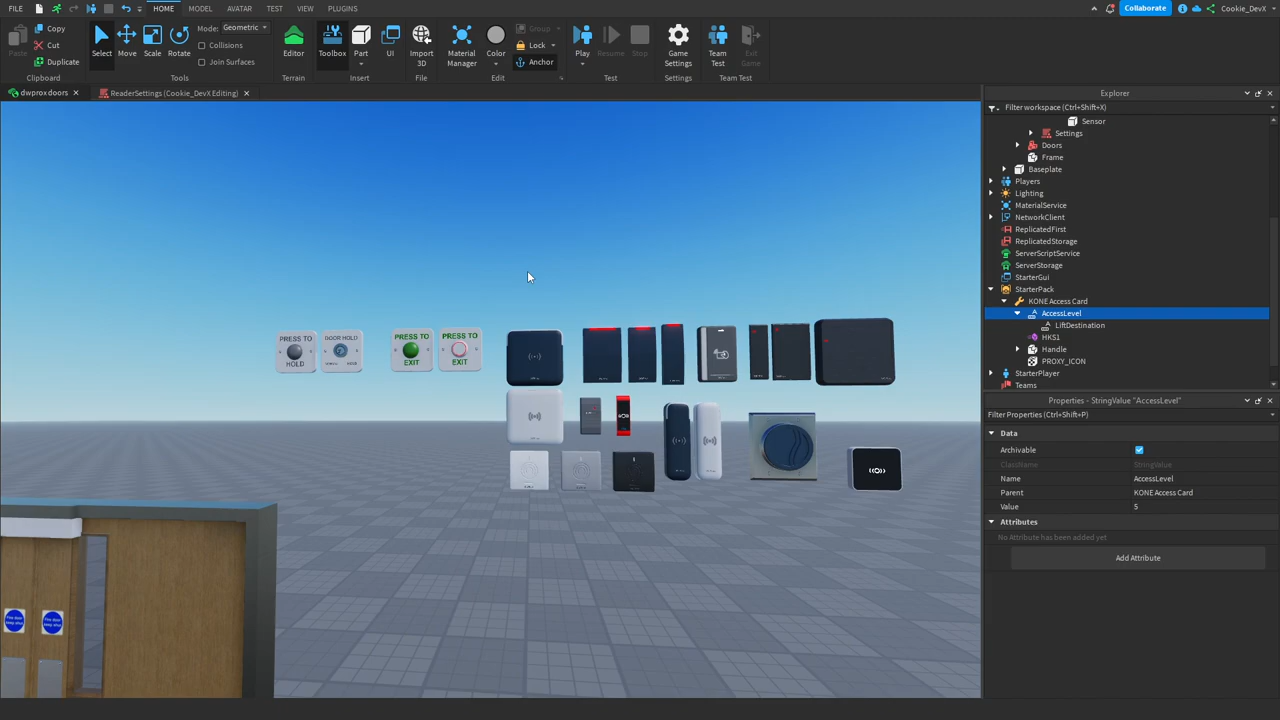 FILE HOME MODEL AVATAR TEST VIEW PLUGINS Collaborate Cookie_DevX
Paste Copy Cut Duplicate Select Move Scale Rotate Mode: Geometric Collisions Join Surfaces Editor Toolbox Part UI Import 3D Material Manager Color Group Lock Anchor Play Resume Stop Game Settings Team Test Exit Game
Clipboard Tools Terrain Insert File Edit Test Settings Team Test
dwprox doors ReaderSettings (Cookie_DevX Editing)
Explorer
Filter workspace (Ctrl+Shift+X)
Sensor
Settings
Doors
Frame
Baseplate
Players
Lighting
MaterialService
NetworkClient
ReplicatedFirst
ReplicatedStorage
ServerScriptService
ServerStorage
StarterGui
StarterPack
KONE Access Card
AccessLevel
LiftDestination
HKS1
Handle
PROXY_ICON
StarterPlayer
Teams
Properties - StringValue "AccessLevel"
Filter Properties (Ctrl+Shift+P)
Data
Archivable
ClassName StringValue
Name AccessLevel
Parent KONE Access Card
Value 5
Attributes
No Attribute has been added yet
Add Attribute
PRESS TO
HOLD
DOOR HOLD
PRESS TO
EXIT
PRESS TO
EXIT